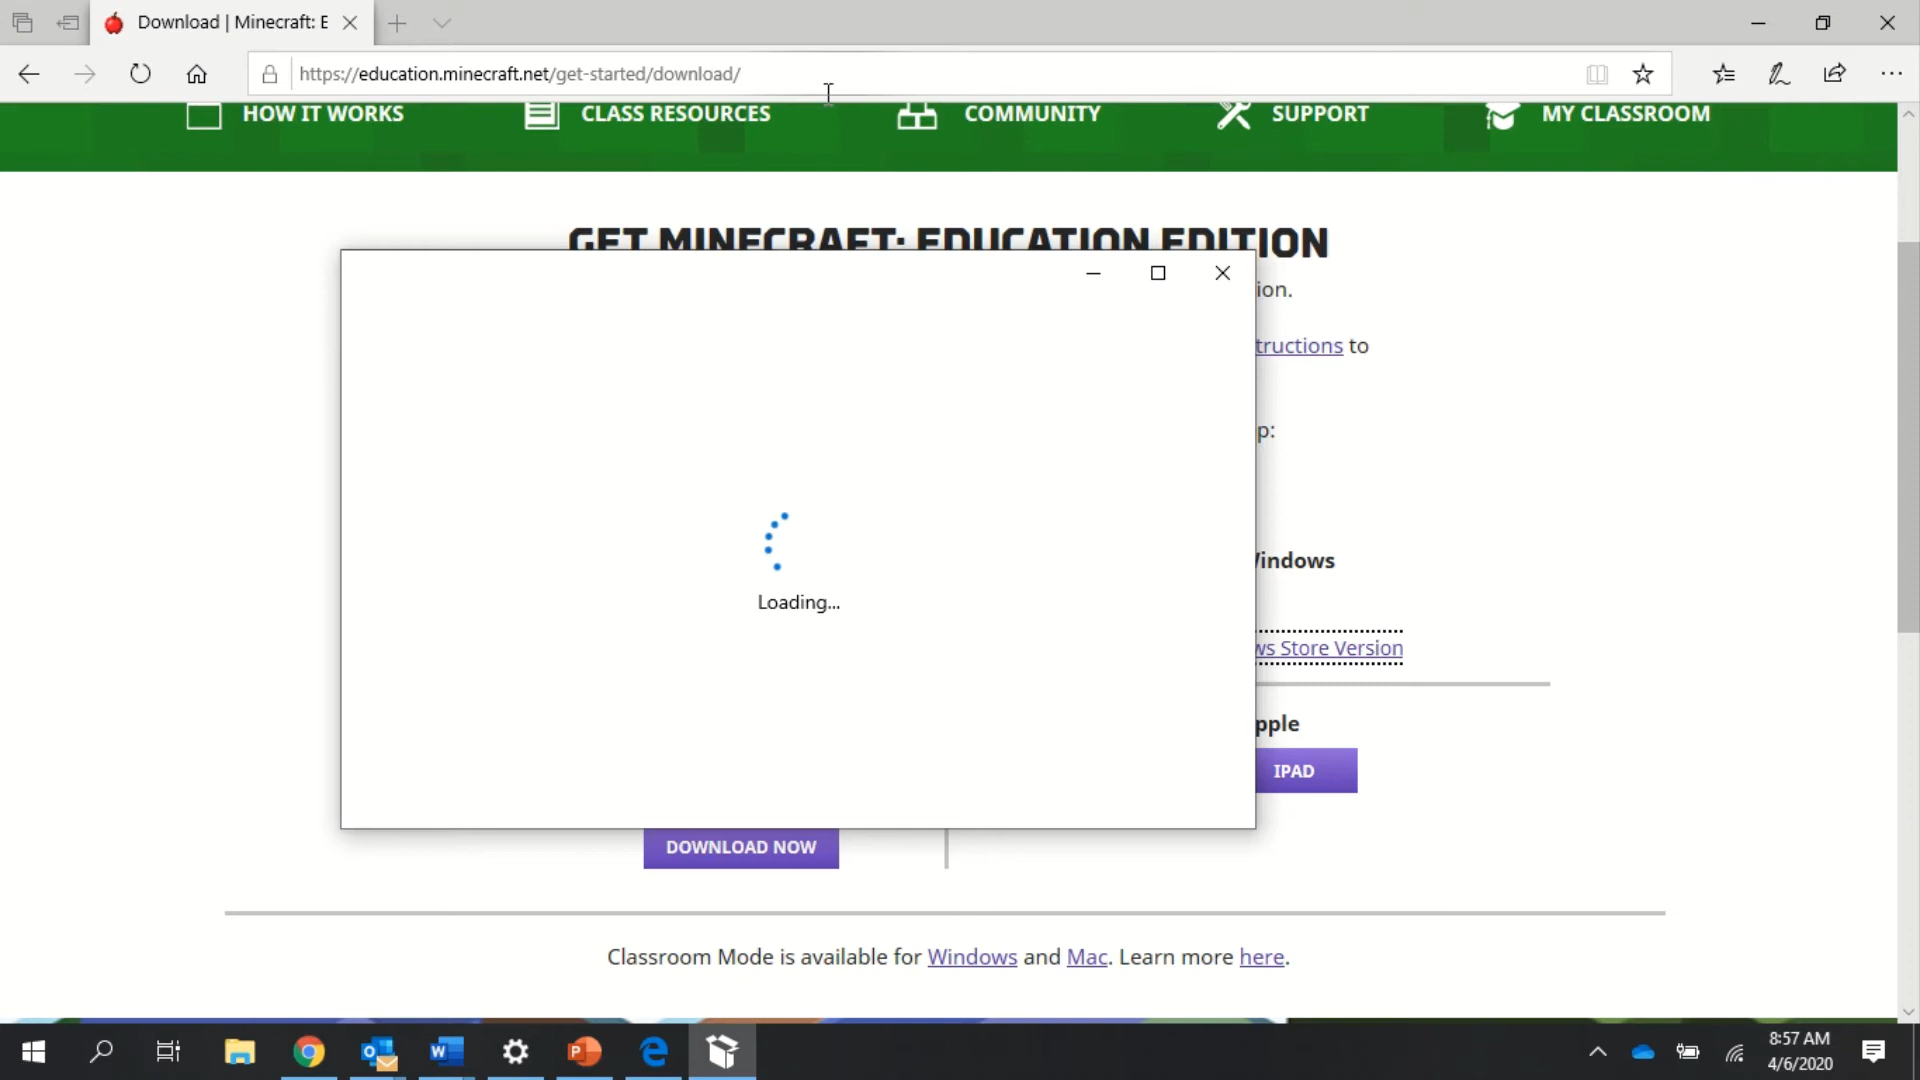 Download | Minecraft: E
https://education.minecraft.net/get-started/download/
HOW IT WORKS
CLASS RESOURCES
COMMUNITY
SUPPORT
MY CLASSROOM
GET MINECRAFT: EDUCATION EDITION
ion.
tructions to
p:
Loading...
Windows
ws Store Version
pple
IPAD
DOWNLOAD NOW
Classroom Mode is available for Windows and Mac. Learn more here.
8:57 AM
4/6/2020